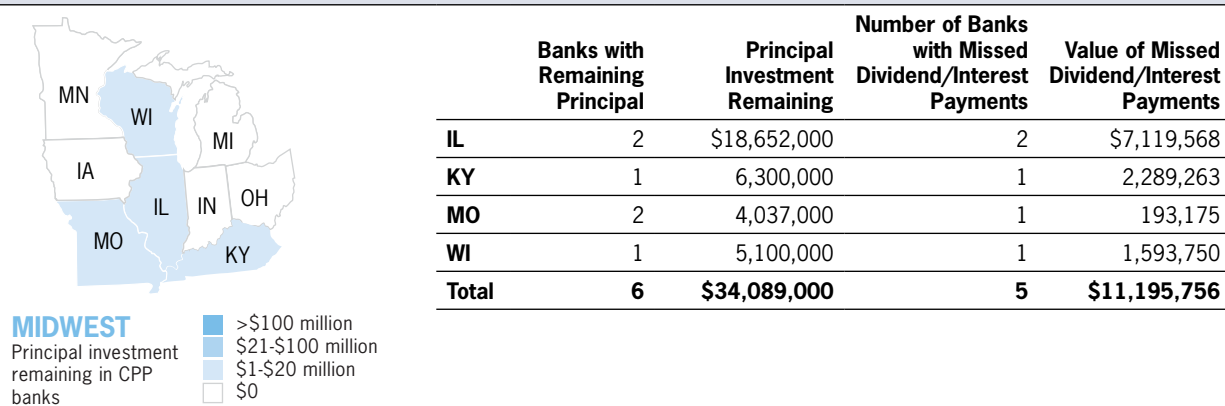 MN
WI
MI
IA
IL
IN
OH
MO
KY
MIDWEST
Principal investment
remaining in CPP
banks
>$100 million
$21-$100 million
$1-$20 million
$0
Banks with
Remaining
Principal
Principal
Investment
Remaining
Number of Banks
with Missed
Dividend/Interest
Payments
Value of Missed
Dividend/Interest
Payments
IL 2 $18,652,000 2 $7,119,568
KY 1 6,300,000 1 2,289,263
MO 2 4,037,000 1 193,175
WI 1 5,100,000 1 1,593,750
Total 6 $34,089,000 5 $11,195,756